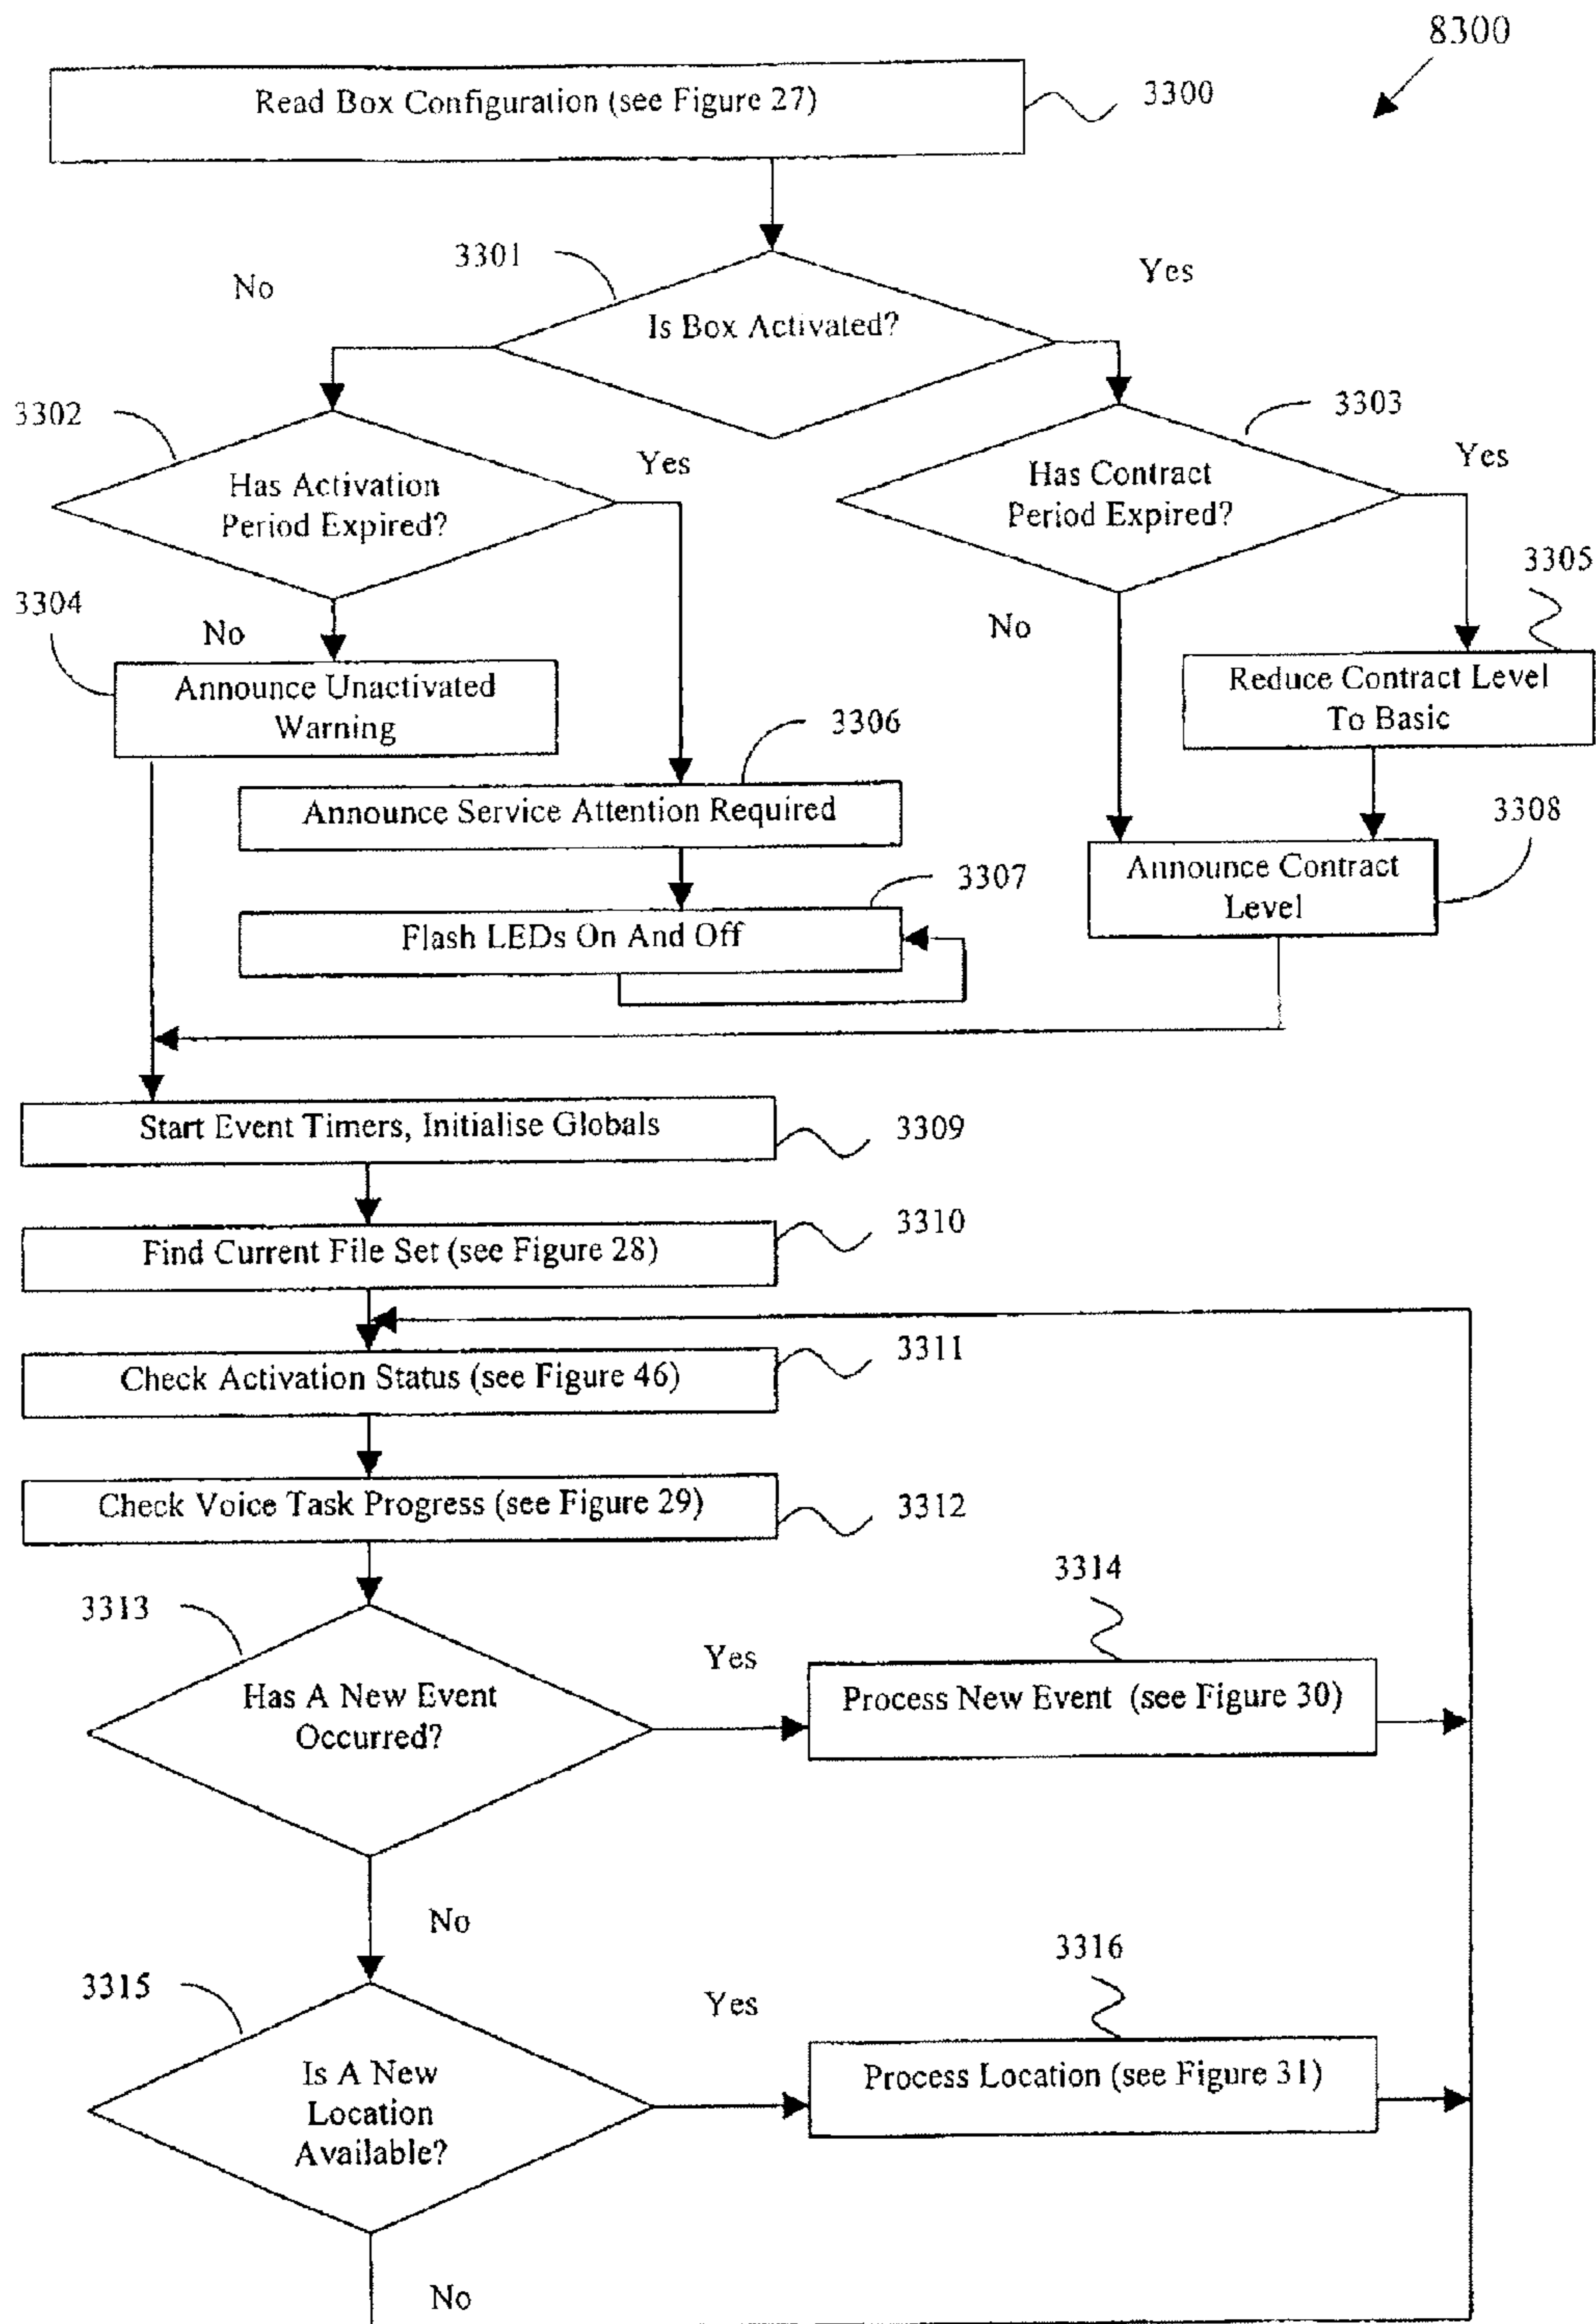 8300
Read Box Configuration (see Figure 27)
3300
3301
No
Yes
Is Box Activated?
3302
3303
Yes
Yes
Has Activation
Period Expired?
Has Contract
Period Expired?
3305
3304
No
No
Announce Unactivated
Warning
Reduce Contract Level
To Basic
3306
Announce Service Attention Required
3308
3307
Announce Contract
Level
Flash LEDs On And Off
Start Event Timers, Initialise Globals
3309
3310
Find Current File Set (see Figure 28)
3311
Check Activation Status (see Figure 46)
Check Voice Task Progress (see Figure 29)
3312
3314
3313
Yes
Has A New Event
Occurred?
Process New Event (see Figure 30)
No
3316
3315
Yes
Is A New
Location
Available?
Process Location (see Figure 31)
No